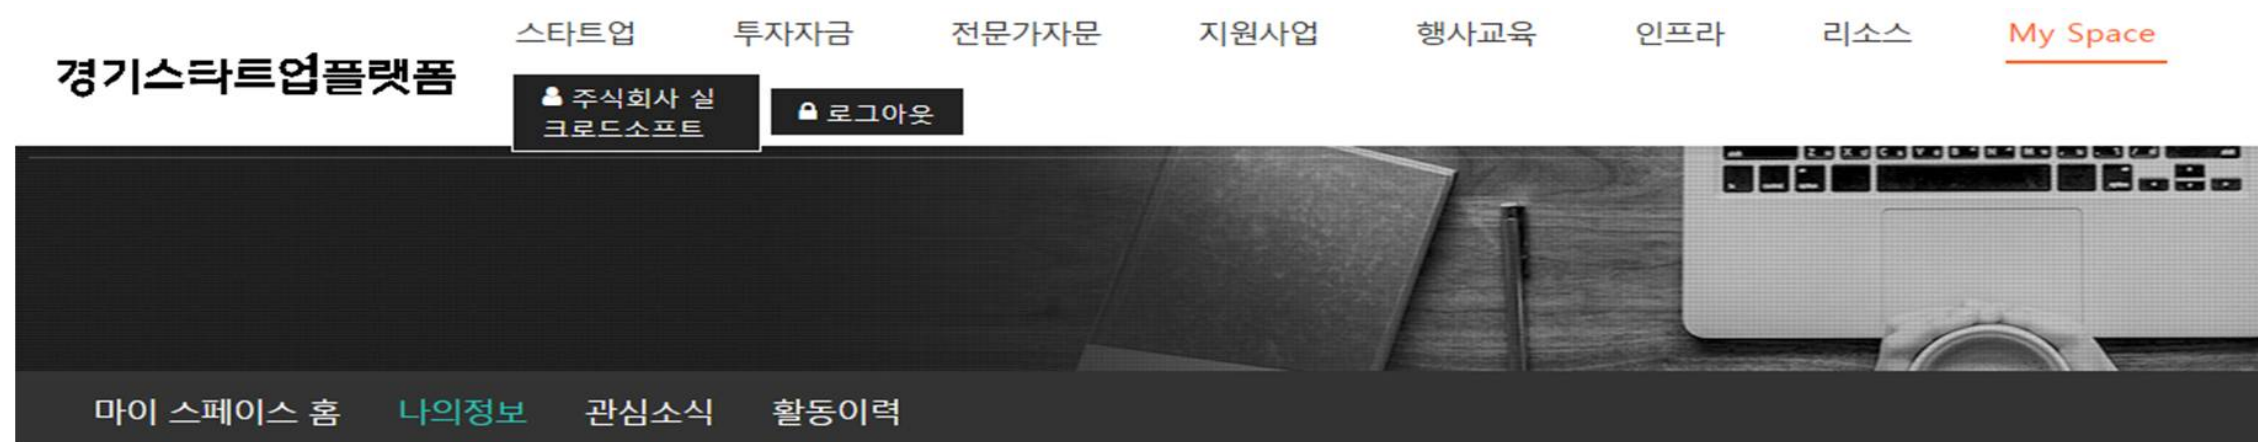 스타트업 투자자금 전문가자문 지원사업 행사교육 인프라 리소스 My Space
경기스타트업플랫폼
주식회사 실
크로드소프트
로그아웃
마이 스페이스 홈 나의정보 관심소식 활동이력